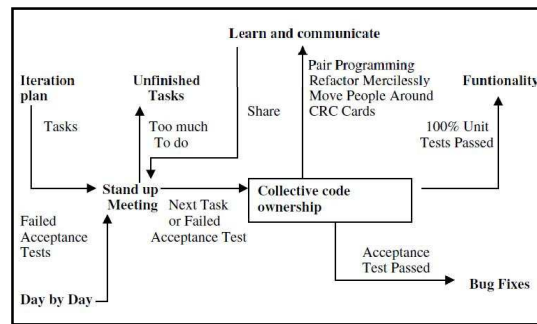 Learn and communicate
Iteration
plan
Unfinished
Tasks
Pair Programming
Refactor Mercilessly
Move People Around
CRC Cards
Funtionality
Tasks
Too much
To do
Share
100% Unit
Tests Passed
Stand up
Meeting
Next Task
or Failed
Acceptance Test
Collective code
ownership
Failed
Acceptance
Tests
Acceptance
Test Passed
Day by Day
Bug Fixes